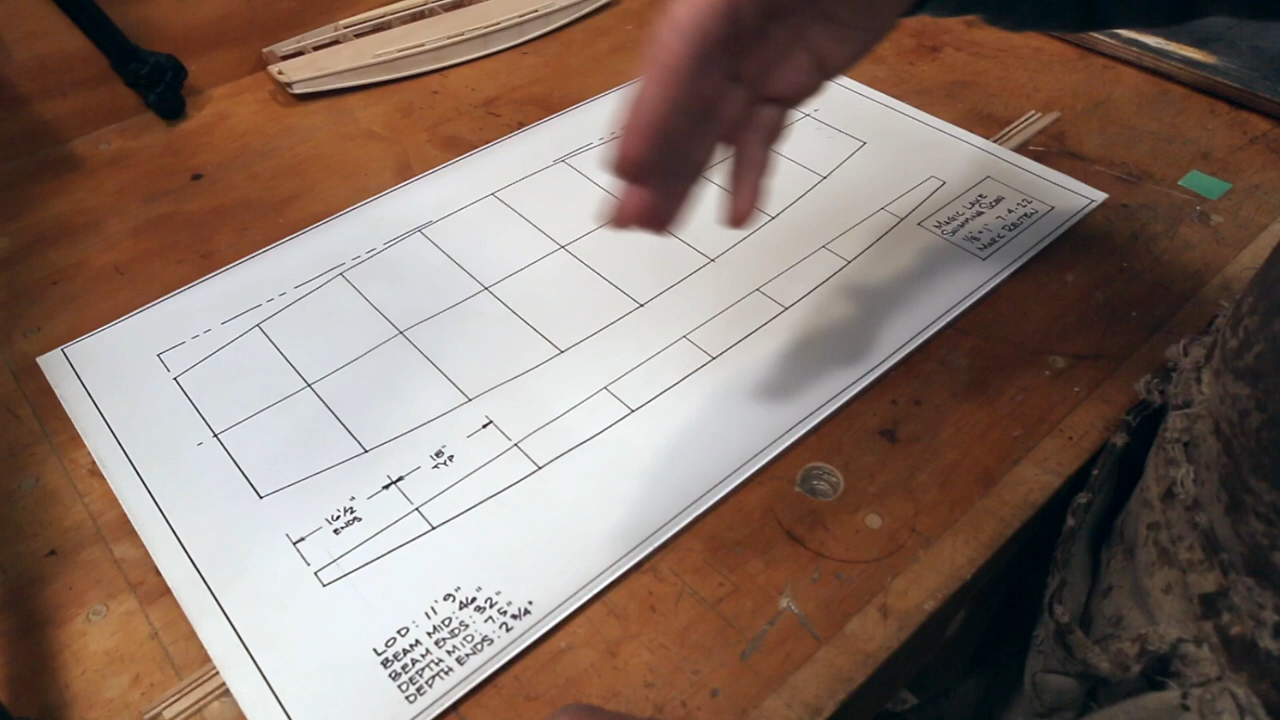 MAGIC LAKE
SWIMMING SCOW
1/8" = 1' 7-4-22
MARK REUTEN
18"
TYP
16 1/2"
ENDS
LOD: 11' 9"
BEAM MID: 46"
BEAM ENDS: 32"
DEPTH MID: 7.5"
DEPTH ENDS: 2 3/4"